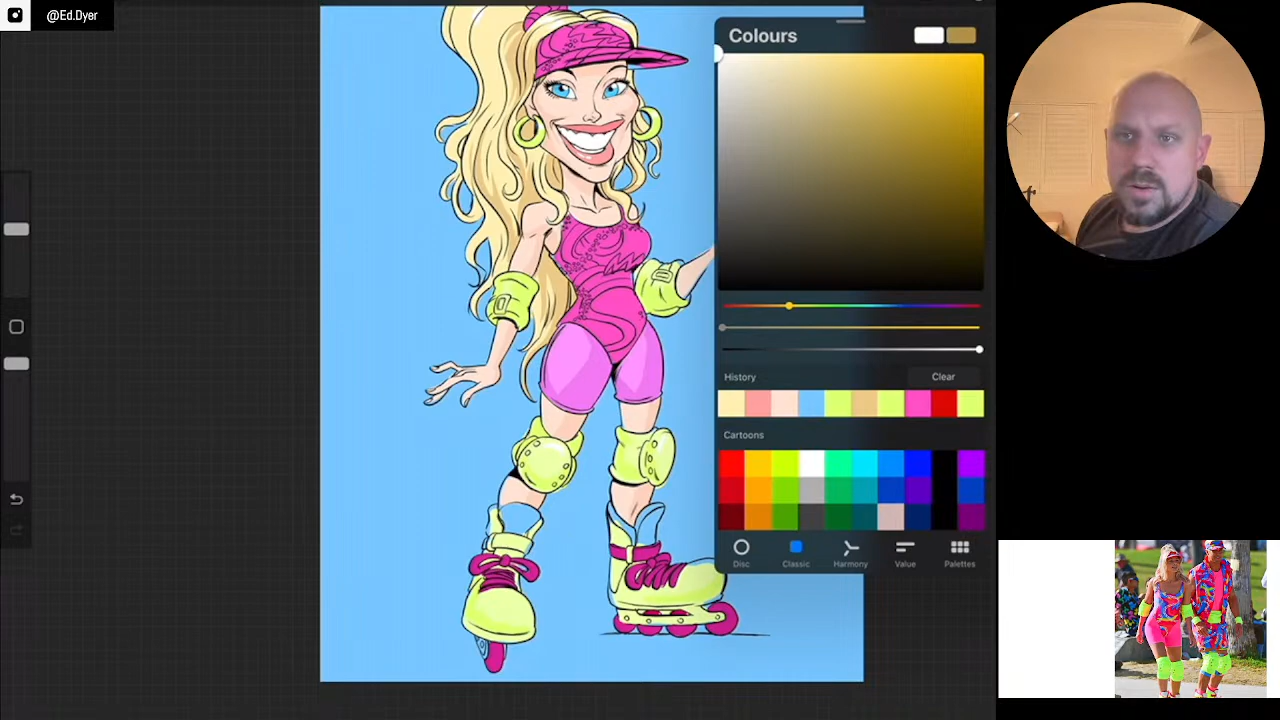 @Ed.Dyer
Colours
History
Clear
Cartoons
Disc
Classic
Harmony
Value
Palettes